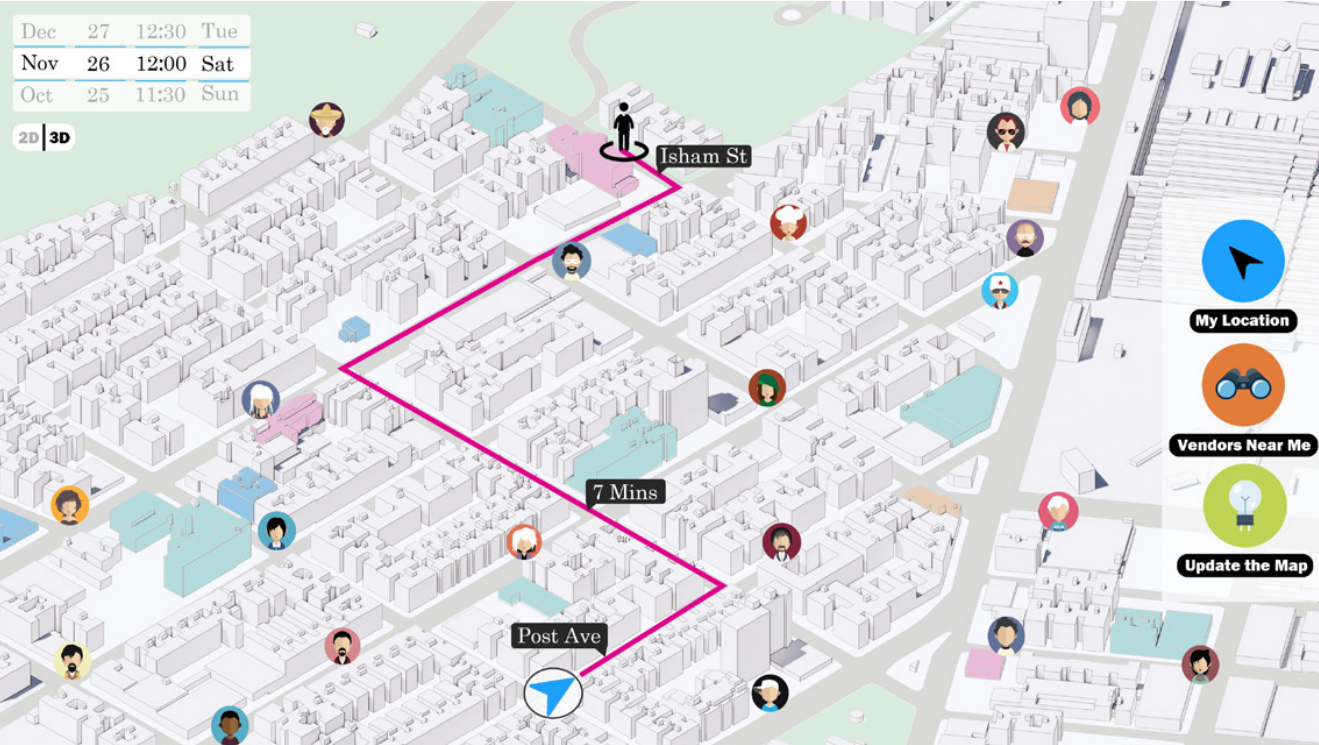 Dec 27 12:30 Tue
Nov 26 12:00 Sat
Oct 25 11:30 Sun
2D|3D
Isham St
My Location
Vendors Near Me
7 Mins
Update the Map
Post Ave